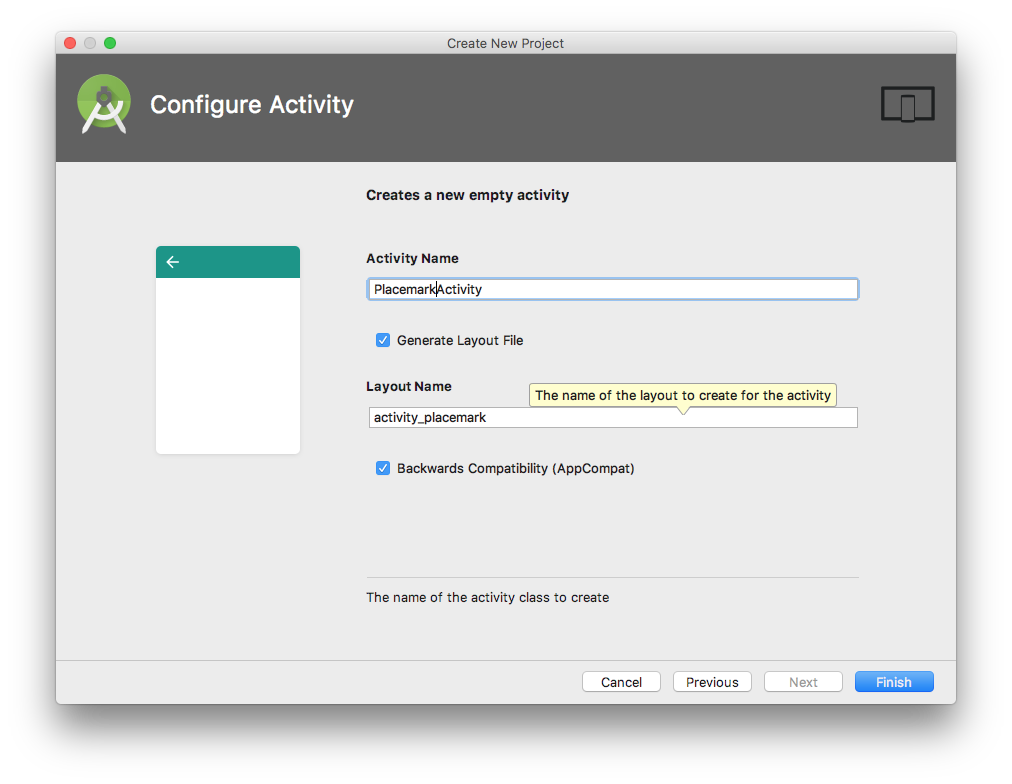 Create New Project
Configure Activity
Creates a new empty activity
Activity Name
PlacemarkActivity
Generate Layout File
Layout Name
The name of the layout to create for the activity
activity_placemark
Backwards Compatibility (AppCompat)
The name of the activity class to create
Cancel
Previous
Next
Finish